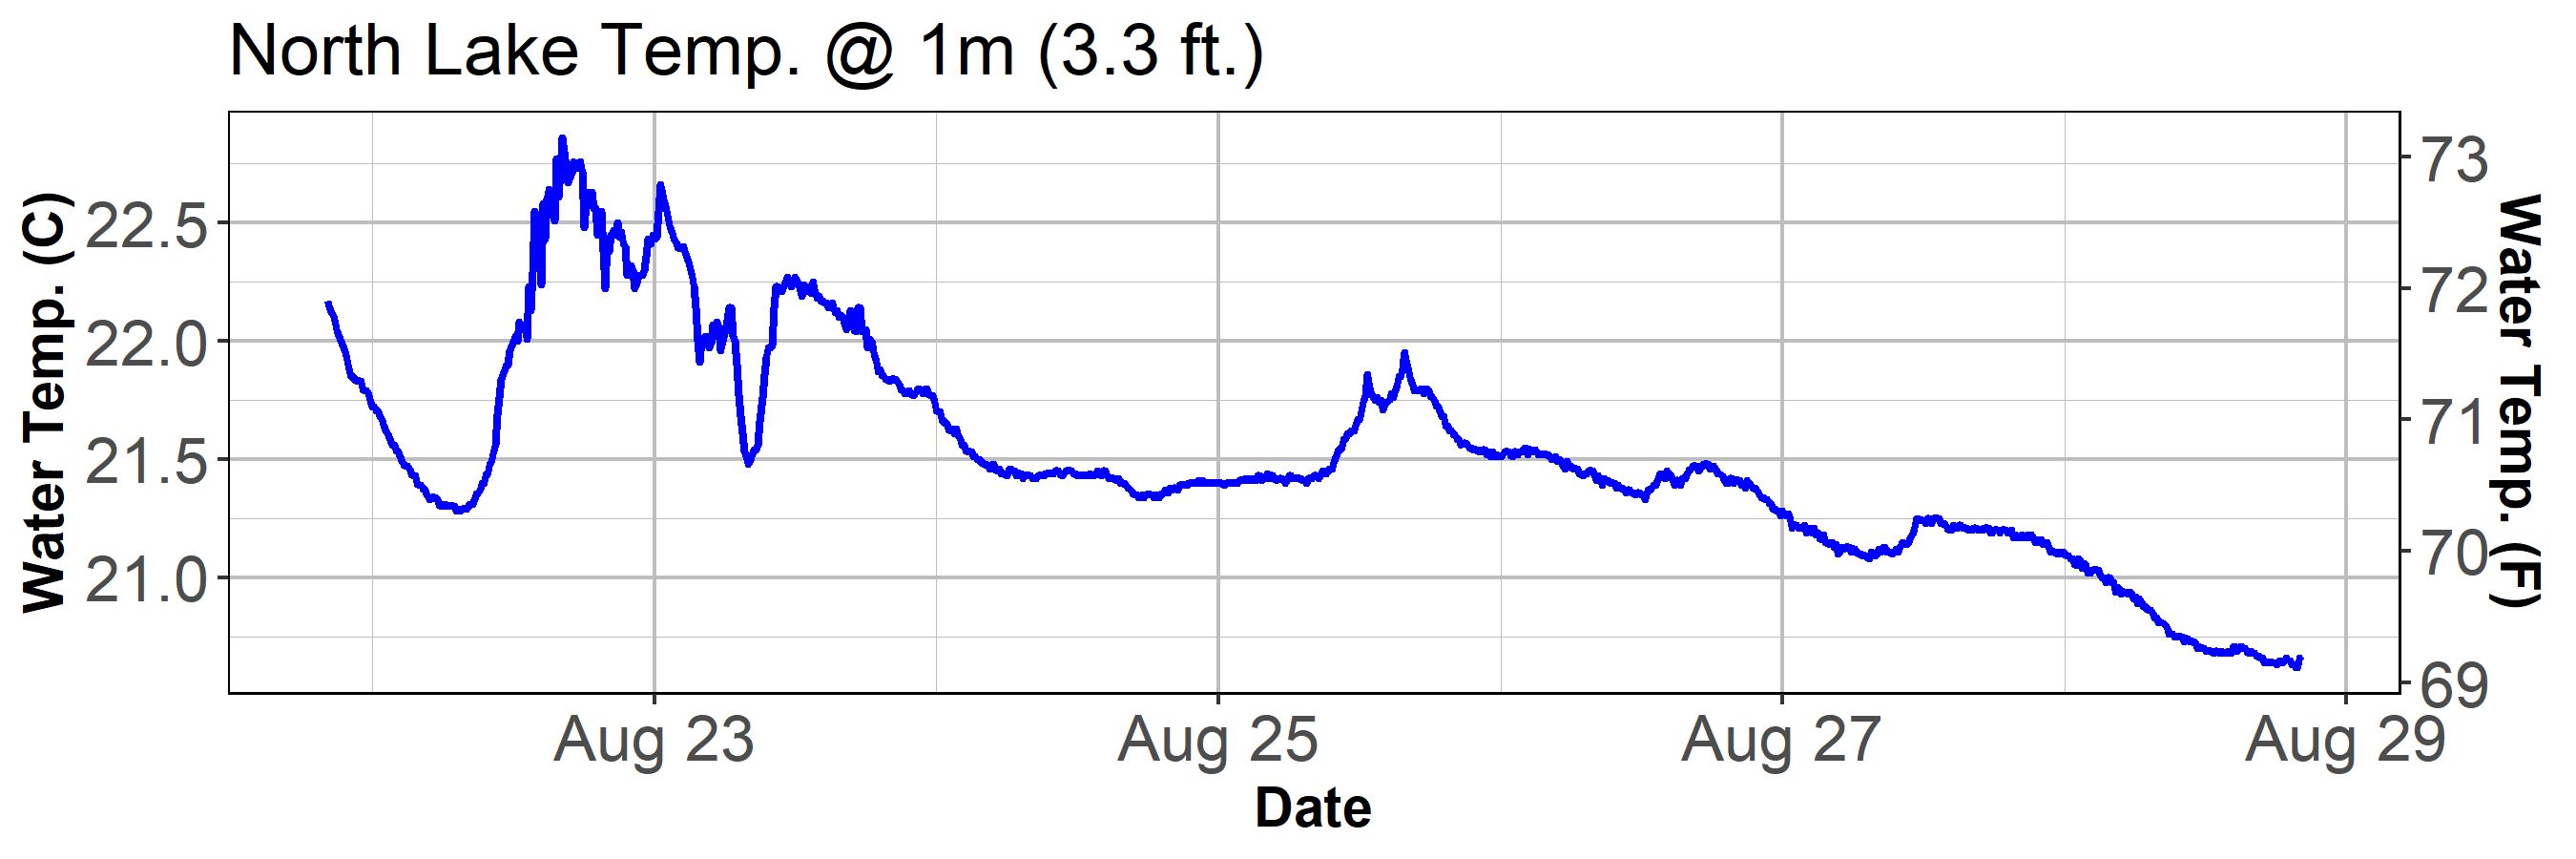 North Lake Temp. @ 1m (3.3 ft.)
Water Temp. (C)
22.5
22.0
21.5
21.0
73
72
71
70
69
Water Temp. (F)
Aug 23 Aug 25 Aug 27 Aug 29
Date